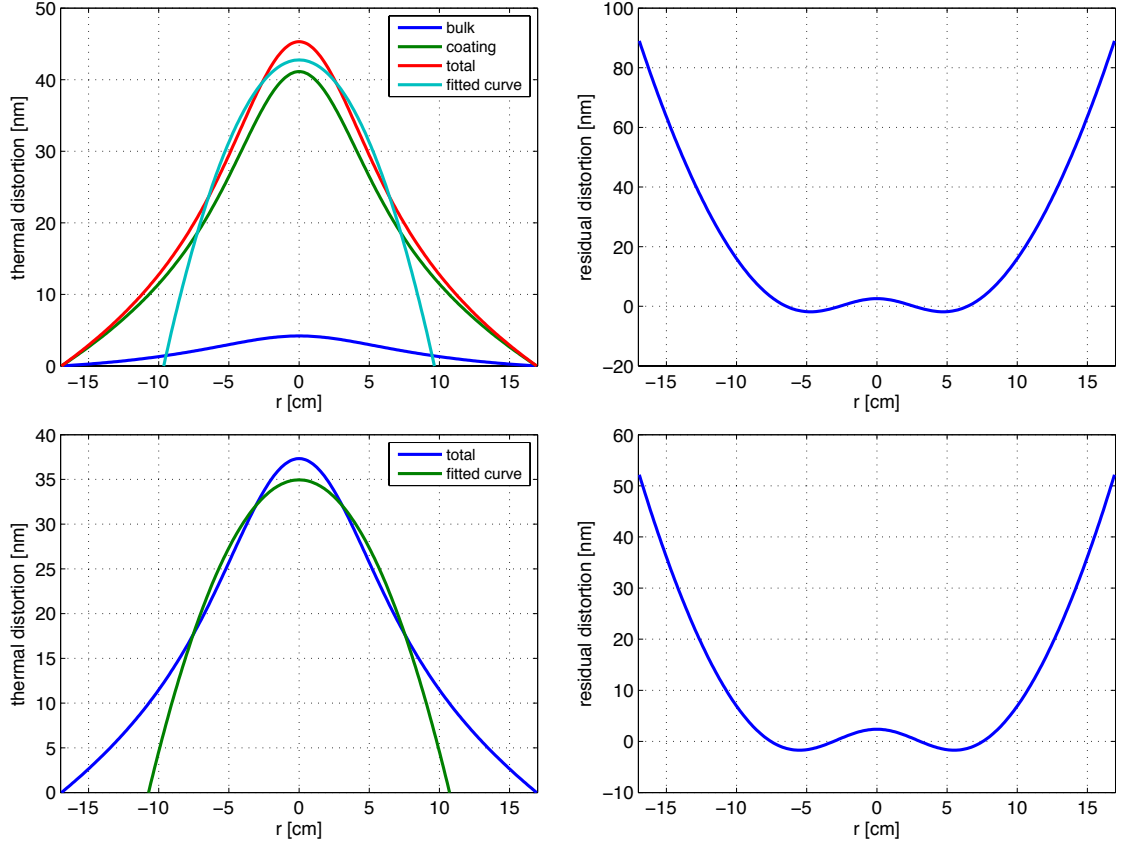 50
40
30
20
10
0
thermal distortion [nm]
bulk
coating
total
fitted curve
−15 −10 −5 0 5 10 15
r [cm]
100
80
60
40
20
0
−20
residual distortion [nm]
−15 −10 −5 0 5 10 15
r [cm]
40
35
30
25
20
15
10
5
0
thermal distortion [nm]
total
fitted curve
−15 −10 −5 0 5 10 15
r [cm]
60
50
40
30
20
10
0
−10
residual distortion [nm]
−15 −10 −5 0 5 10 15
r [cm]